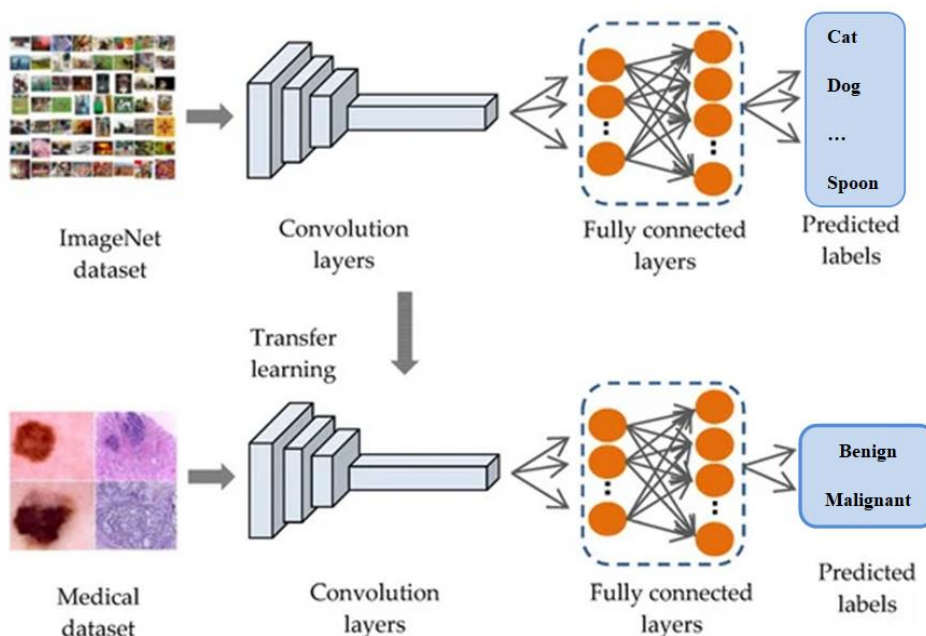 Cat
Dog
...
Spoon
ImageNet
dataset
Convolution
layers
Fully connected
layers
Predicted
labels
Transfer
learning
Benign
Malignant
Medical
dataset
Convolution
layers
Fully connected
layers
Predicted
labels